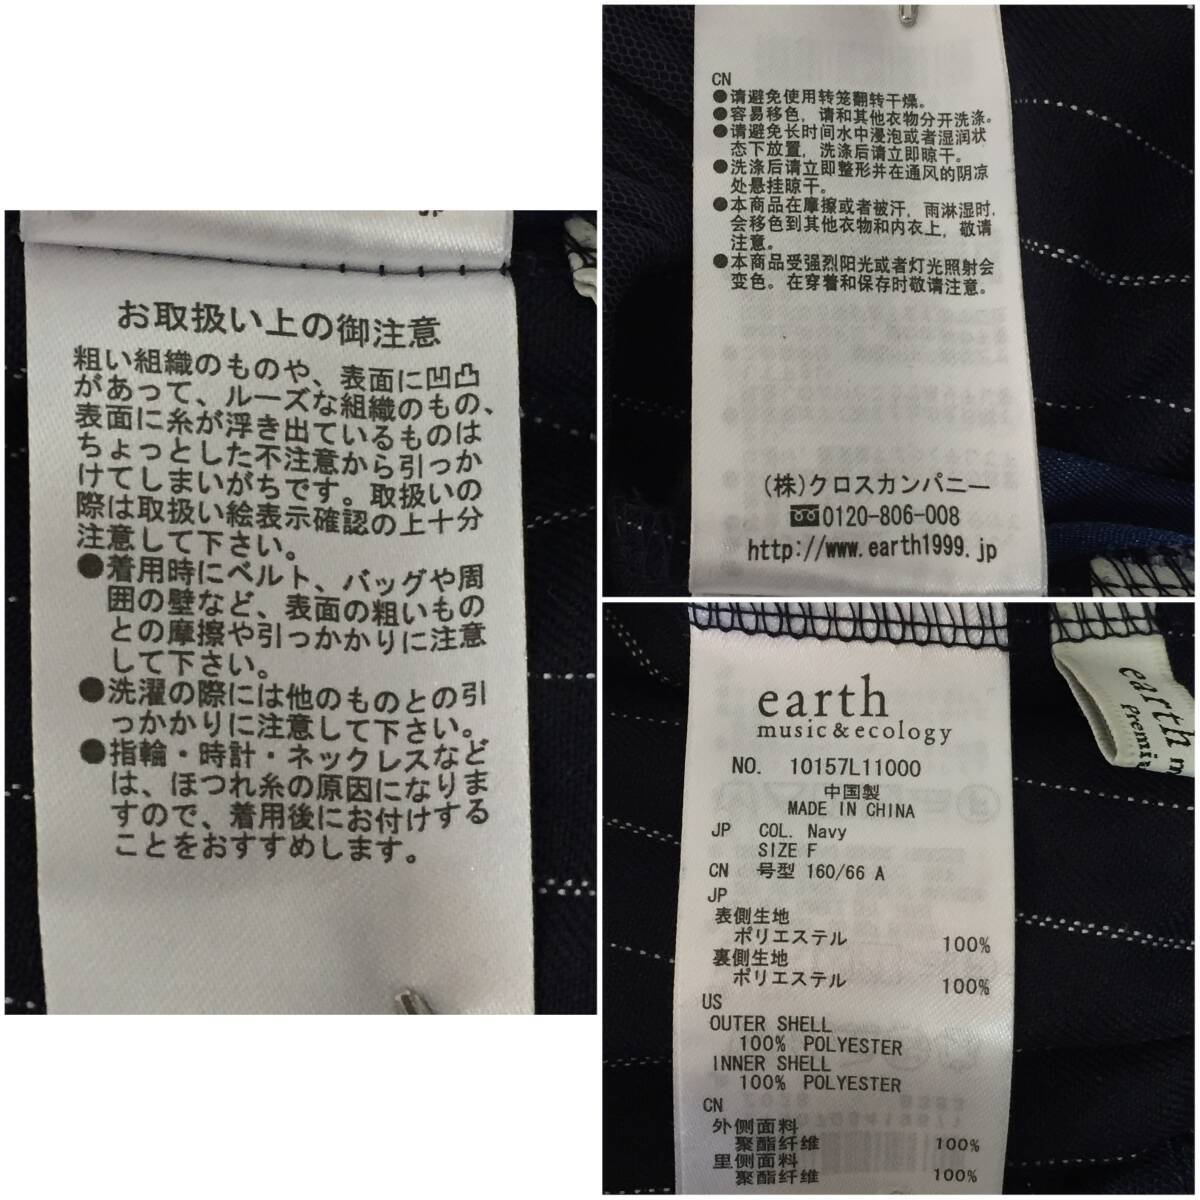 JP
お取扱い上の御注意
粗い組織のものや、表面に凹凸
があって、ルーズな組織のもの、
表面に糸が浮き出ているものは
ちょっとした不注意から引っか
けてしまいがちです。取扱いの
際は取扱い絵表示確認の上十分
注意して下さい。
●着用時にベルト、バッグや周
囲の壁など、表面の粗いもの
との摩擦や引っかかりに注意
して下さい。
●洗濯の際には他のものとの引
っかかりに注意して下さい。
●指輪・時計・ネックレスなど
は、ほつれ糸の原因になりま
すので、着用後にお付けする
ことをおすすめします。
CN
●请避免使用转笼翻转干燥。
●容易移色，请和其他衣物分开洗涤。
●请避免长时间水中浸泡或者湿润状
态下放置，洗涤后请立即晾干。
●洗涤后请立即整形并在通风的阴凉
处悬挂晾干。
●本商品在摩擦或者被汗，雨淋湿时，
会移色到其他衣物和内衣上，敬请
注意。
●本商品受强烈阳光或者灯光照射会
变色。在穿着和保存时敬请注意。
(株)クロスカンパニー
0120-806-008
http://www.earth1999.jp
earth
music&ecology
NO. 10157L11000
中国製
MADE IN CHINA
JP COL. Navy
SIZE F
CN 号型 160/66 A
JP
表側生地
ポリエステル 100%
裏側生地
ポリエステル 100%
US
OUTER SHELL
100% POLYESTER
INNER SHELL
100% POLYESTER
CN
外侧面料
聚酯纤维 100%
里侧面料
聚酯纤维 100%
earth m
Premi